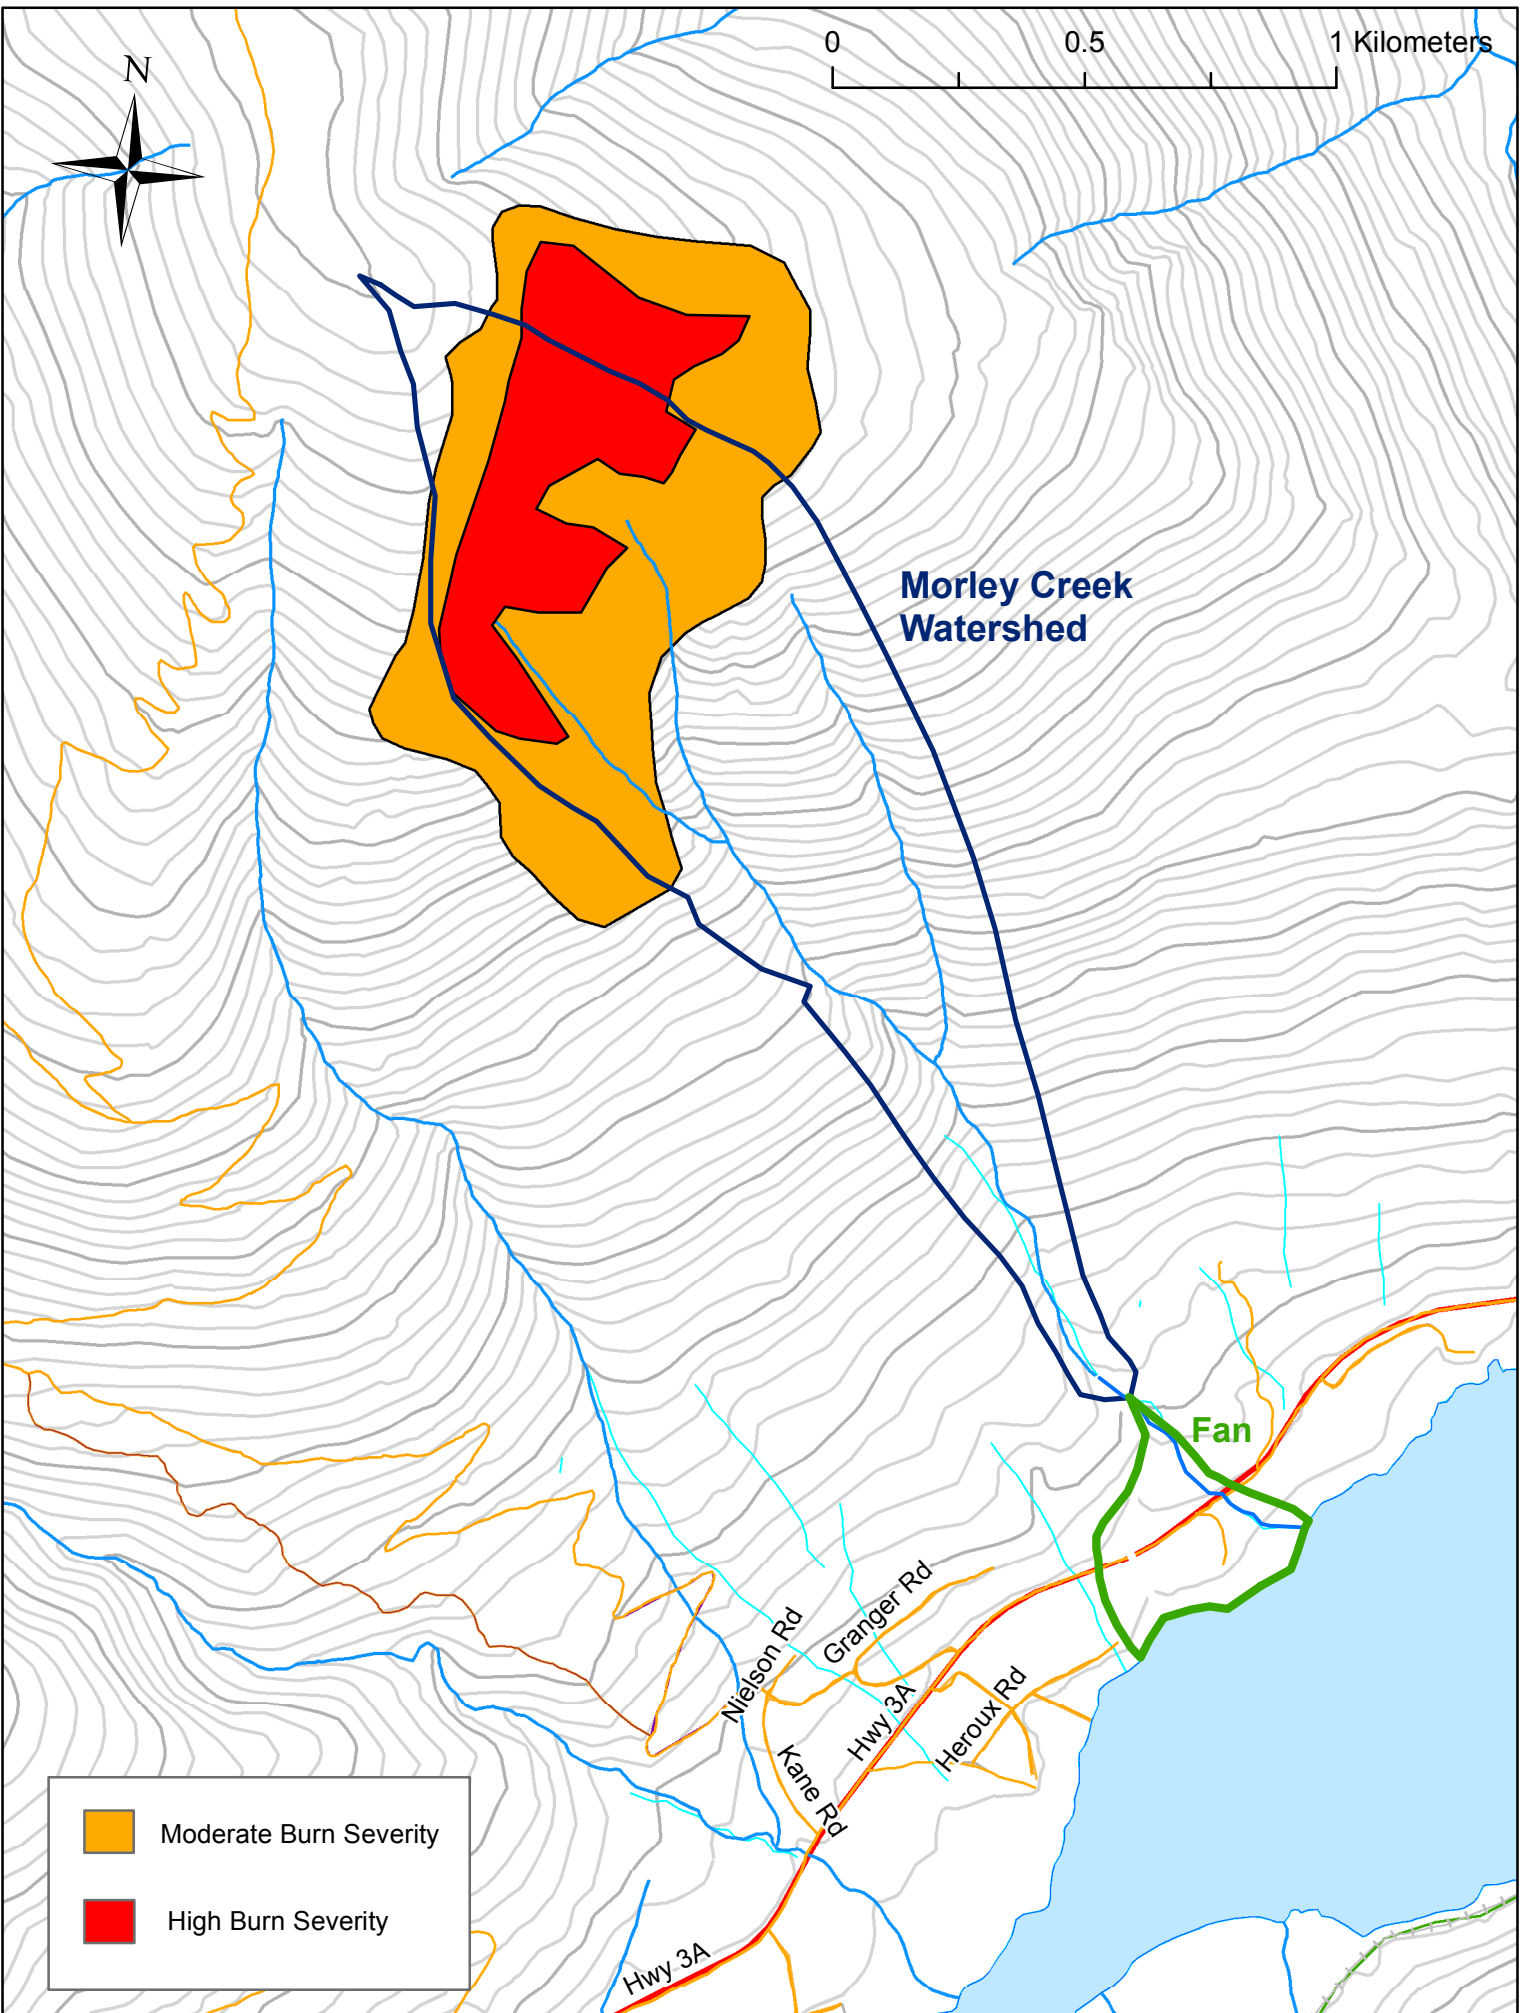 0 0.5 1 Kilometers
N
Morley Creek
Watershed
Fan
Granger Rd
Nielson Rd
Hwy 3A
Heroux Rd
Kane Rd
Moderate Burn Severity
High Burn Severity
Hwy 3A